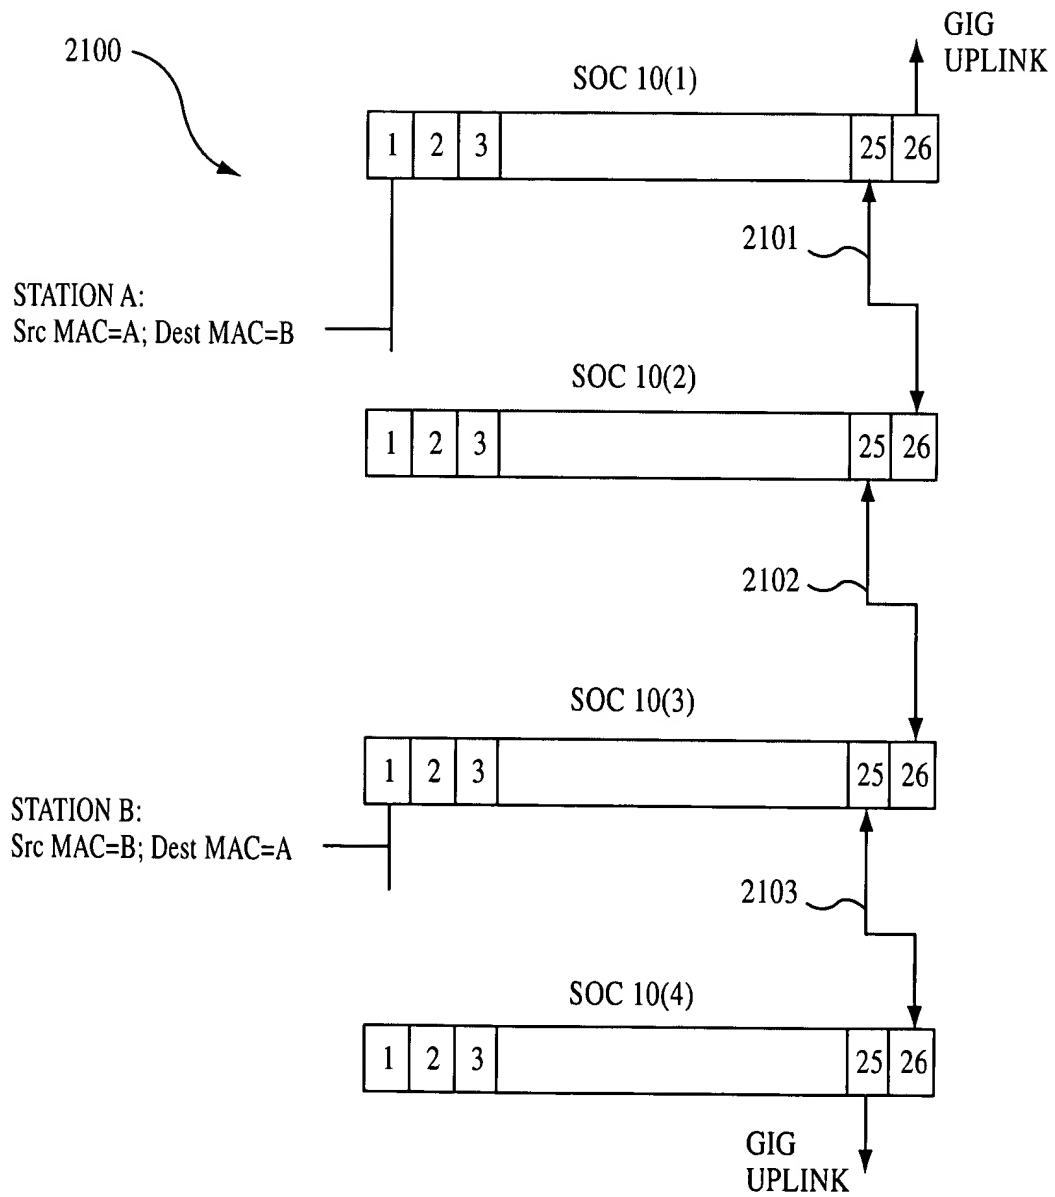 2100
GIG
UPLINK
SOC 10(1)
1 2 3 25 26
2101
STATION A:
Src MAC=A; Dest MAC=B
SOC 10(2)
1 2 3 25 26
2102
SOC 10(3)
1 2 3 25 26
STATION B:
Src MAC=B; Dest MAC=A
2103
SOC 10(4)
1 2 3 25 26
GIG
UPLINK